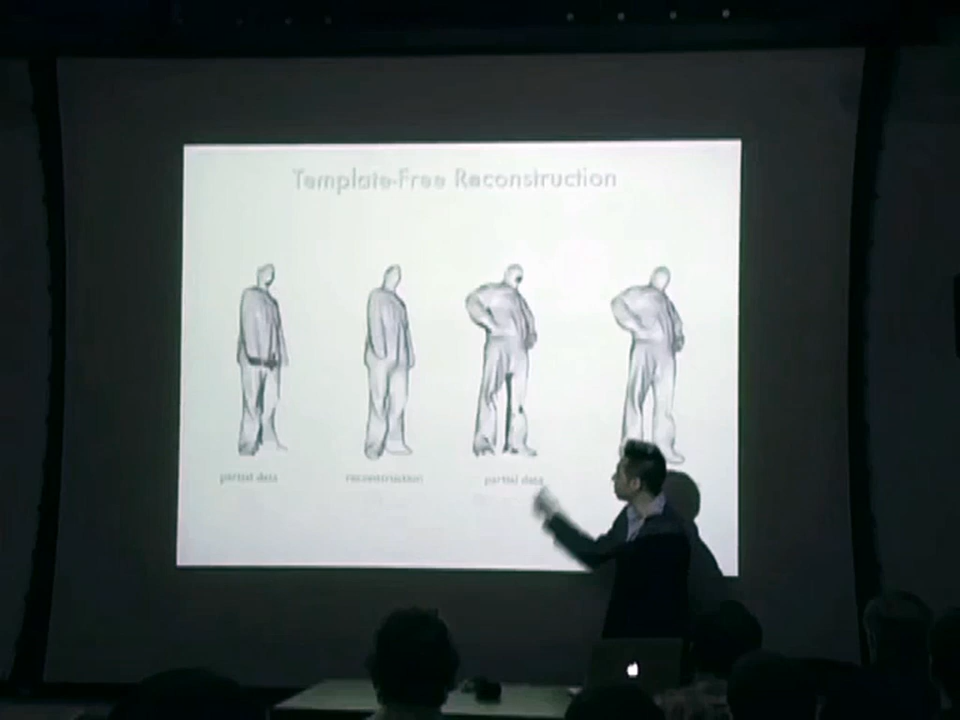 Template-Free Reconstruction
partial data
reconstruction
partial data